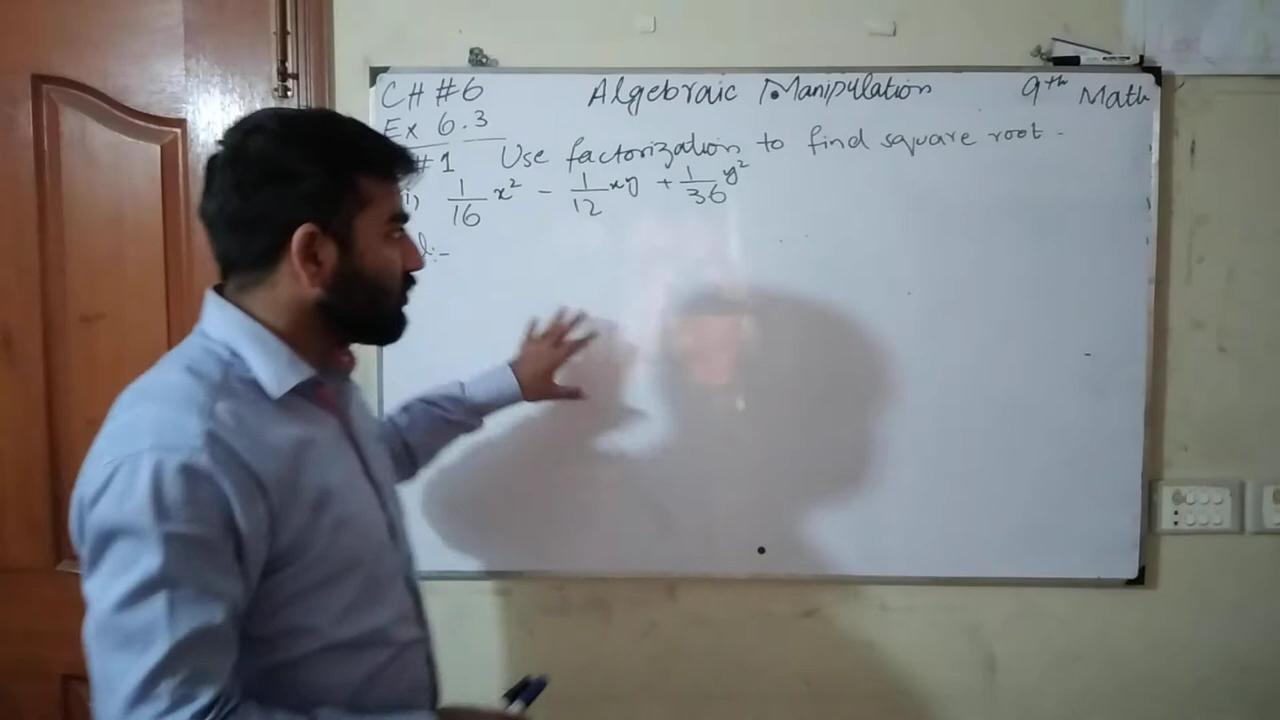 CH #6 Algebraic Manipulation 9th Math
Ex 6.3
#1 Use factorization to find square root.
i) 1/16 x² - 1/12 xy + 1/36 y²
l:-